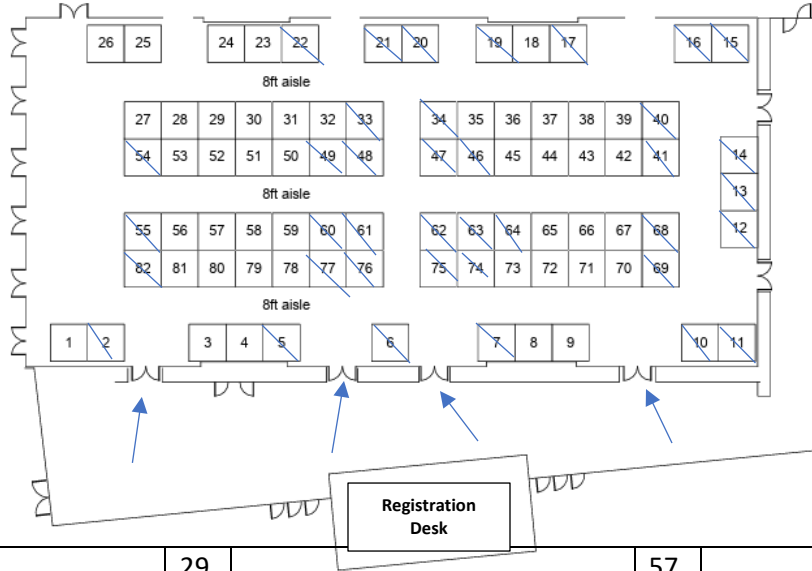 26 25 24 23 22 21 20 19 18 17 16 15
8ft aisle
27 28 29 30 31 32 33 34 35 36 37 38 39 40
54 53 52 51 50 49 48 47 46 45 44 43 42 41
14
13
12
8ft aisle
55 56 57 58 59 60 61 62 63 64 65 66 67 68
82 81 80 79 78 77 76 75 74 73 72 71 70 69
8ft aisle
1 2 3 4 5 6 7 8 9 10 11
Registration
Desk
29 57